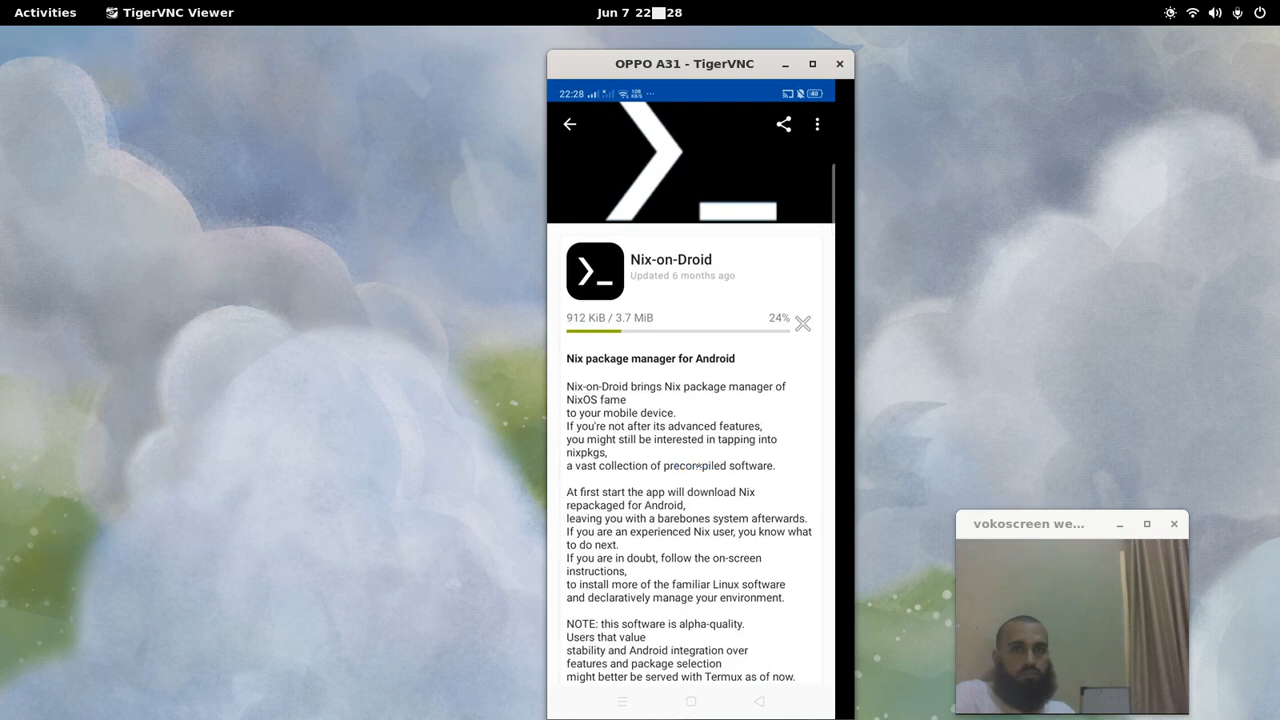 Activities
TigerVNC Viewer
Jun 7 22
28
OPPO A31 - TigerVNC
22:28
108
KB/S
48
Nix-on-Droid
Updated 6 months ago
912 KiB / 3.7 MiB
24%
Nix package manager for Android
Nix-on-Droid brings Nix package manager of
NixOS fame
to your mobile device.
If you're not after its advanced features,
you might still be interested in tapping into
nixpkgs,
a vast collection of precompiled software.
At first start the app will download Nix
repackaged for Android,
leaving you with a barebones system afterwards.
If you are an experienced Nix user, you know what
to do next.
If you are in doubt, follow the on-screen
instructions,
to install more of the familiar Linux software
and declaratively manage your environment.
NOTE: this software is alpha-quality.
Users that value
stability and Android integration over
features and package selection
might better be served with Termux as of now.
vokoscreen we...